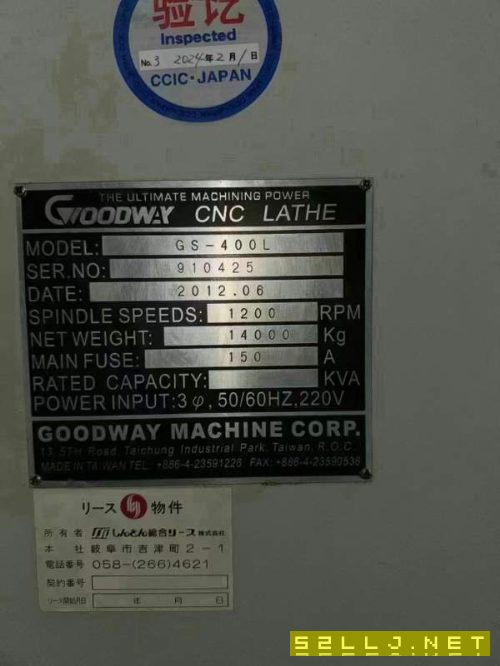 验讫
Inspected
No. 3 2024年2月1日
CCIC·JAPAN
THE ULTIMATE MACHINING POWER
GOODWAY CNC LATHE
MODEL: GS-400L
SER.NO: 910425
DATE: 2012.06
SPINDLE SPEEDS: 1200 RPM
NET WEIGHT: 14000 Kg
MAIN FUSE: 150 A
RATED CAPACITY: KVA
POWER INPUT:3φ, 50/60HZ,220V
GOODWAY MACHINE CORP.
13 5TH Road, Taichung Industrial Park, Taiwan, R.O.C.
MADE IN TAIWAN TEL: +886-4-23591226 FAX: +886-4-23590536
リース 物件
所有者 しんとん総合リース株式会社
本社 岐阜市吉津町2-1
電話番号 058-(266)4621
契約番号
リース開始月日 年 月 日
52LLJ.NET